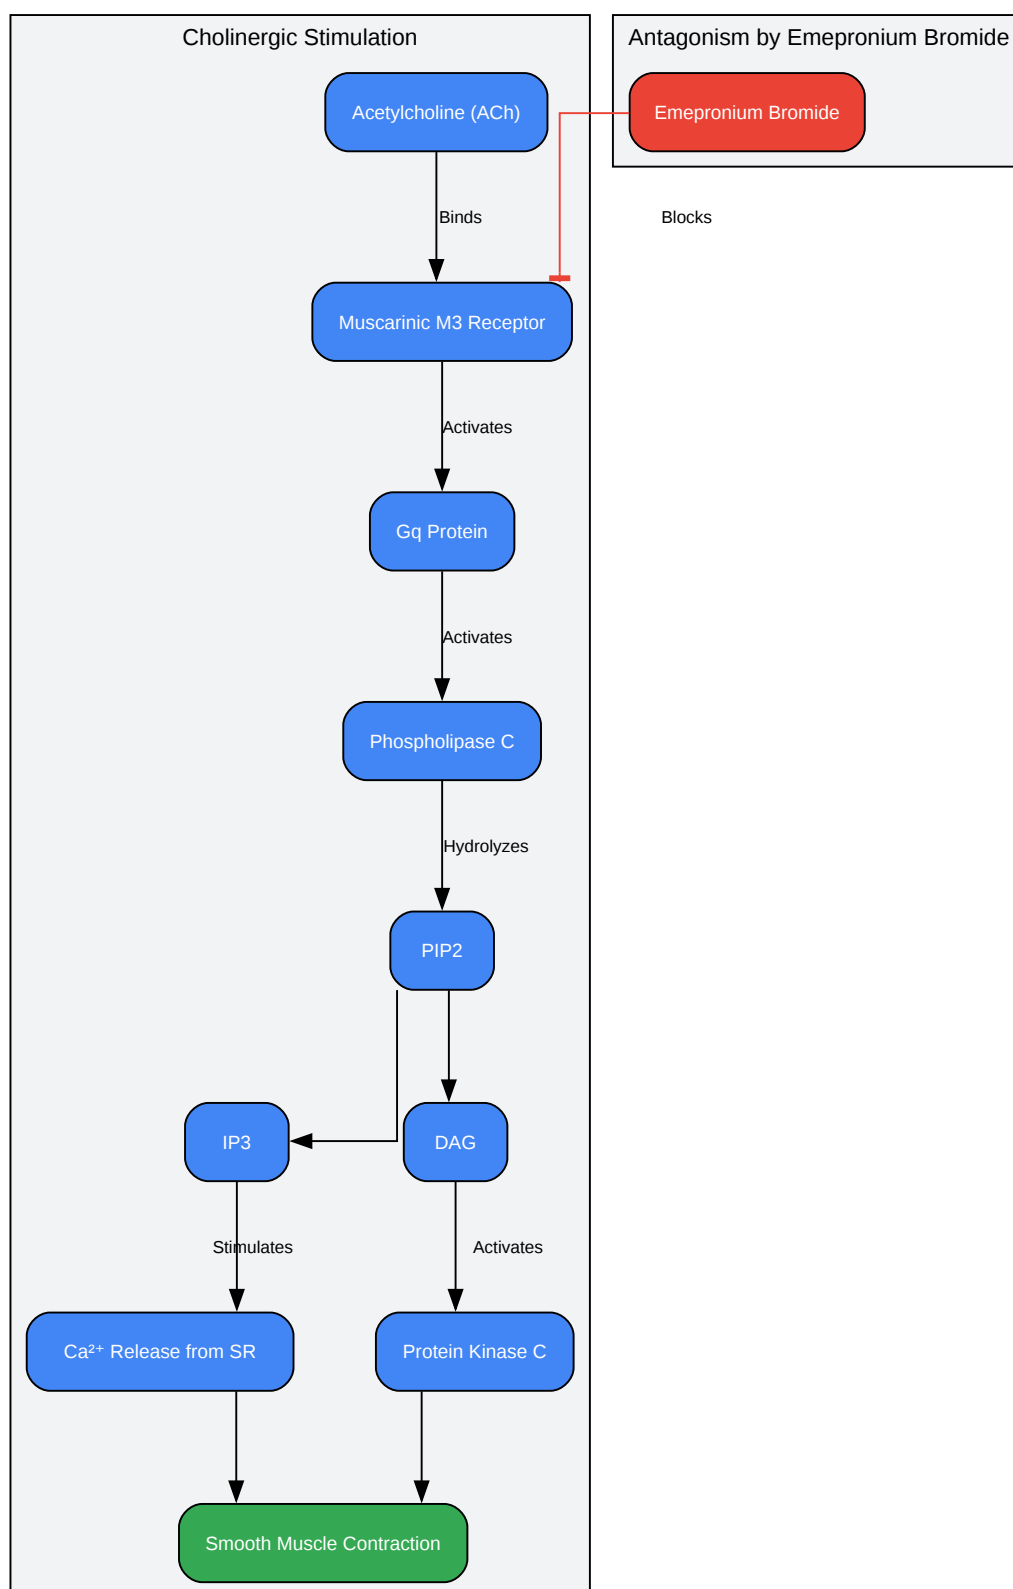 Cholinergic Stimulation
Antagonism by Emepronium Bromide
Acetylcholine (ACh)
Emepronium Bromide
Binds
Blocks
Muscarinic M3 Receptor
Activates
Gq Protein
Activates
Phospholipase C
Hydrolyzes
PIP2
IP3
DAG
Stimulates
Activates
Ca²⁺ Release from SR
Protein Kinase C
Smooth Muscle Contraction